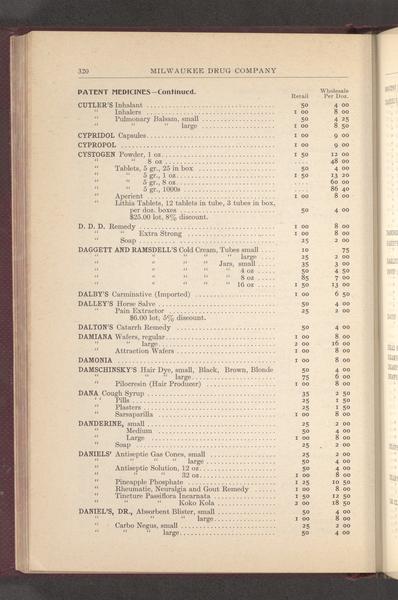 320 MILWAUKEE DRUG COMPANY
PATENT MEDICINES—Continued. Retail Wholesale Per Doz.
CUTLER'S Inhalant 50 4 00
" Inhalers 1 00 8 00
" Pulmonary Balsam, small 50 4 25
" " " large 1 00 8 50
CYPRIDOL Capsules 1 00 9 00
CYPROPOL 1 00 9 00
CYSTOGEN Powder, 1 oz. 1 50 12 00
" " 8 oz 48 00
" Tablets, 5 gr., 25 in box 50 4 00
" " 5 gr., 1 oz. 1 50 13 20
" " 5 gr., 8 oz. 60 00
" " 5 gr., 1000s 86 40
" Aperient 1 00 8 00
" Lithia Tablets, 12 tablets in tube, 3 tubes in box,
per doz. boxes 50 4 00
$25.00 lot, 8% discount.
D. D. D. Remedy 1 00 8 00
" " Extra Strong 1 00 8 00
" Soap 25 2 00
DAGGETT AND RAMSDELL'S Cold Cream, Tubes small 10 75
" " " " " large 25 2 00
" " " " Jars, small 35 3 00
" " " " " 4 oz 50 4 50
" " " " " 8 oz 85 7 00
" " " " " 16 oz 1 50 13 00
DALBY'S Carminative (Imported) 1 00 6 50
DALLEY'S Horse Salve 50 4 00
" Pain Extractor 25 2 00
$6.00 lot, 5% discount.
DALTON'S Catarrh Remedy 50 4 00
DAMIANA Wafers, regular 1 00 8 00
" " large 2 00 16 00
" Attraction Wafers 1 00 8 00
DAMONIA 1 00 8 00
DAMSCHINSKY'S Hair Dye, small, Black, Brown, Blonde 50 4 00
" " " large 75 6 00
" Pilocresin (Hair Producer) 1 00 8 00
DANA Cough Syrup 35 2 50
" Pills 25 1 50
" Plasters 25 1 50
" Sarsaparilla 1 00 8 00
DANDERINE, small 25 2 00
" Medium 50 4 00
" Large 1 00 8 00
" Soap 25 2 00
DANIELS' Antiseptic Gas Cones, small 25 2 00
" " " " large 50 4 00
" Antiseptic Solution, 12 oz. 50 4 00
" " " 32 oz. 1 00 8 00
" Pineapple Phosphate 1 25 10 50
" Rheumatic, Neuralgia and Gout Remedy 1 00 8 00
" Tincture Passiflora Incarnata 1 50 12 50
" " " Koko Kola 2 00 18 50
DANIEL'S, DR., Absorbent Blister, small 50 4 00
" " " large 1 00 8 00
" Carbo Negus, small 25 2 00
" " " large 50 4 00